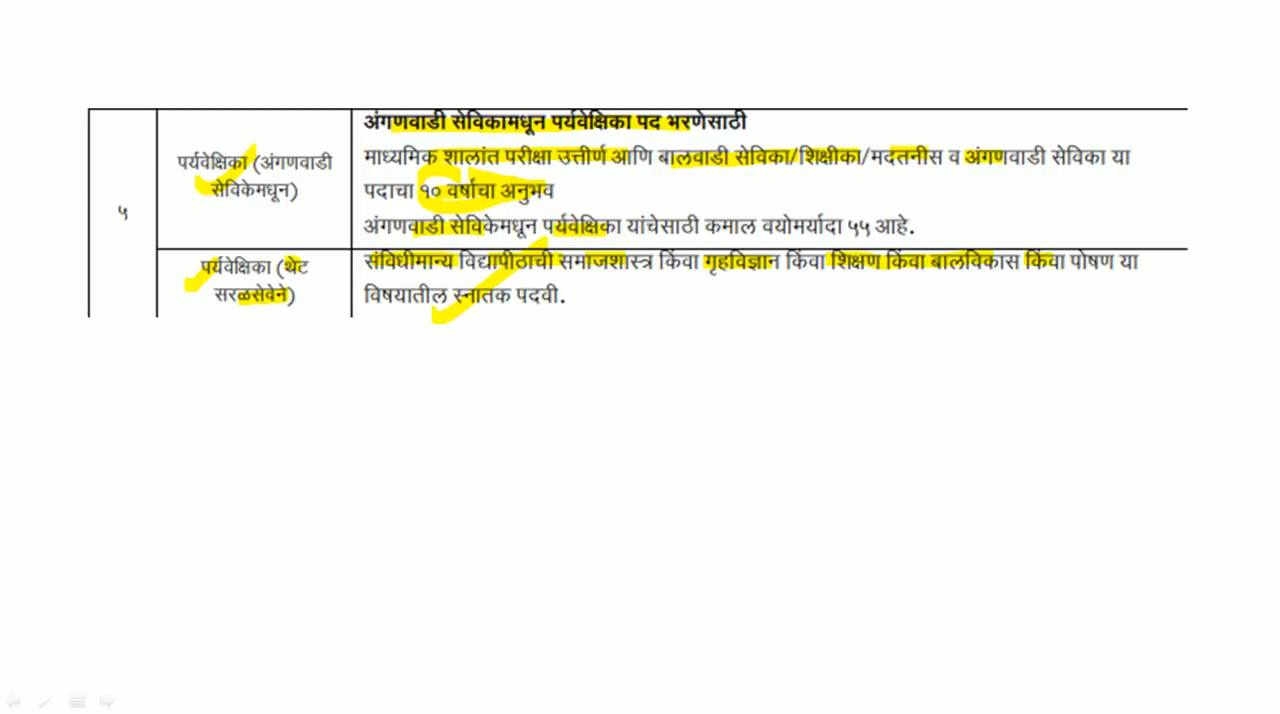 ५
पर्यवेक्षिका (अंगणवाडी
सेविकेमधून)
अंगणवाडी सेविकामधून पर्यवेक्षिका पद भरणेसाठी
माध्यमिक शालांत परीक्षा उत्तीर्ण आणि बालवाडी सेविका/शिक्षीका/मदतनीस व अंगणवाडी सेविका या
पदाचा १० वर्षाचा अनुभव
अंगणवाडी सेविकेमधून पर्यवेक्षिका यांचेसाठी कमाल वयोमर्यादा ५५ आहे.
पर्यवेक्षिका (थेट
सरळसेवेने)
संविधीमान्य विद्यापीठाची समाजशास्त्र किंवा गृहविज्ञान किंवा शिक्षण किंवा बालविकास किंवा पोषण या
विषयातील स्नातक पदवी.